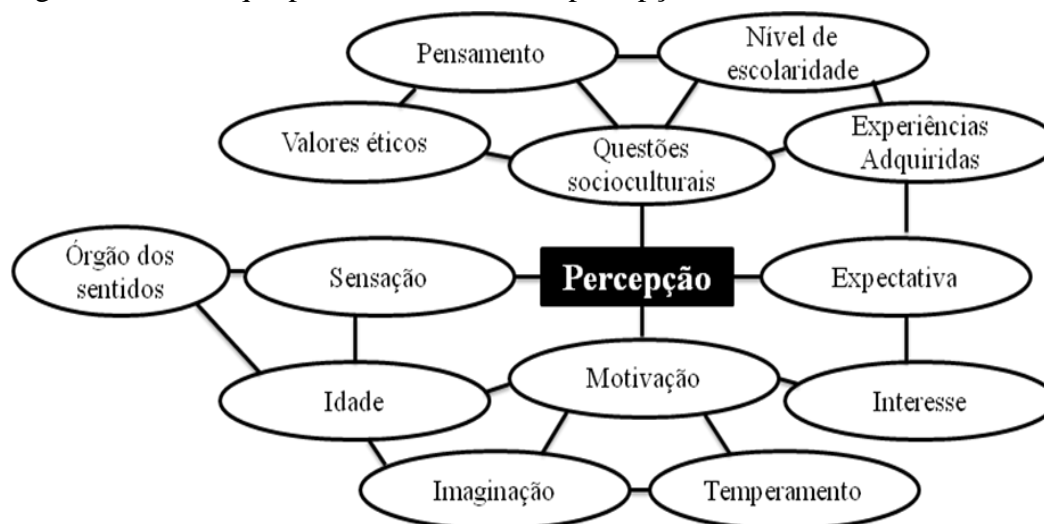 Pensamento
Nível de
escolaridade
Valores éticos
Questões
socioculturais
Experiências
Adquiridas
Órgão dos
sentidos
Sensação
Percepção
Expectativa
Idade
Motivação
Interesse
Imaginação
Temperamento